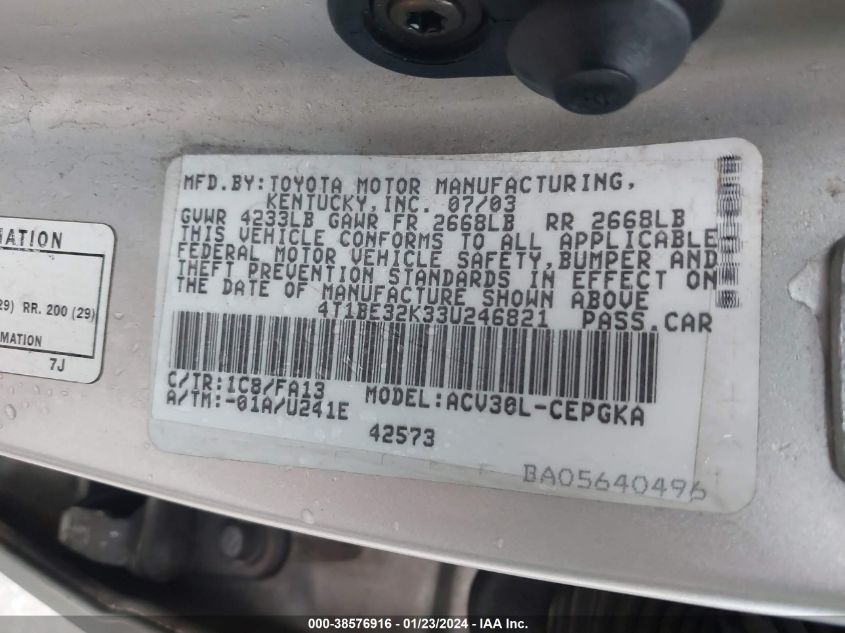 MFD.BY:TOYOTA MOTOR MANUFACTURING,
KENTUCKY,INC. 07/03
GVWR 4233LB GAWR FR 2668LB RR 2668LB
THIS VEHICLE CONFORMS TO ALL APPLICABLE
FEDERAL MOTOR VEHICLE SAFETY,BUMPER AND
THEFT PREVENTION STANDARDS IN EFFECT ON
THE DATE OF MANUFACTURE SHOWN ABOVE
4T1BE32K33U246821 PASS.CAR
C/TR:1C8/FA13 MODEL:ACV30L-CEPGKA
A/TM:-01A/U241E
42573
BA05640496
RR. 200 (29)
7J
000-38576916 - 01/23/2024 - IAA Inc.